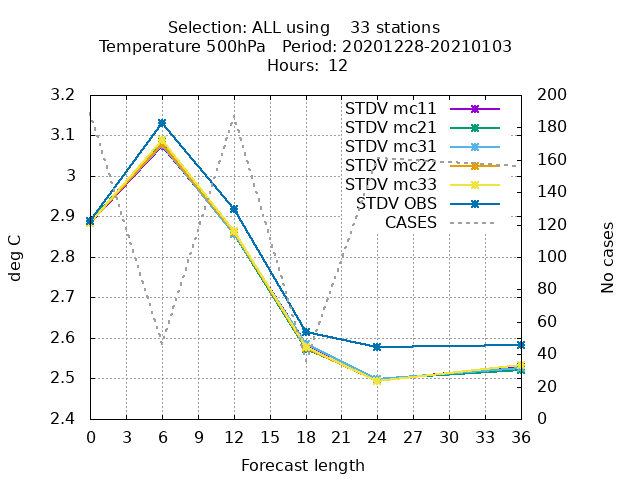 Selection: ALL using    33 stations
Temperature 500hPa   Period: 20201228-20210103
Hours: 12
3.2
3.1
3
2.9
2.8
2.7
2.6
2.5
2.4
deg C
STDV mc11
STDV mc21
STDV mc31
STDV mc22
STDV mc33
STDV OBS
CASES
200
180
160
140
120
100
80
60
40
20
0
No cases
0 3 6 9 12 15 18 21 24 27 30 33 36
Forecast length